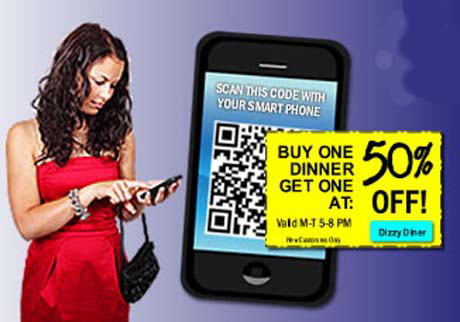 SCAN THIS CODE WITH
YOUR SMART PHONE
BUY ONE
DINNER
GET ONE
AT:
50%
OFF!
Valid M-T 5-8 PM
New Customers Only
Dizzy Diner